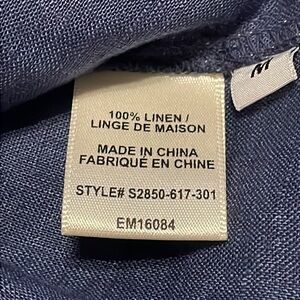 M
100% LINEN /
LINGE DE MAISON
MADE IN CHINA
FABRIQUÉ EN CHINE
STYLE# S2850-617-301
EM16084